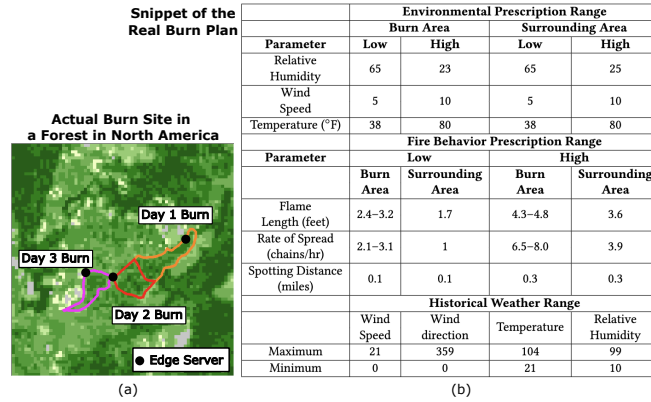 Snippet of the
Real Burn Plan
Actual Burn Site in
a Forest in North America
Day 1 Burn
Day 3 Burn
Day 2 Burn
Edge Server
(a)
Environmental Prescription Range
Burn Area Surrounding Area
Parameter Low High Low High
Relative
Humidity 65 23 65 25
Wind
Speed 5 10 5 10
Temperature (°F) 38 80 38 80
Fire Behavior Prescription Range
Parameter Low High
Burn Surrounding Burn Surrounding
Area Area Area Area
Flame
Length (feet) 2.4–3.2 1.7 4.3–4.8 3.6
Rate of Spread
(chains/hr) 2.1–3.1 1 6.5–8.0 3.9
Spotting Distance
(miles) 0.1 0.1 0.3 0.3
Historical Weather Range
Wind Wind Temperature Relative
Speed direction Humidity
Maximum 21 359 104 99
Minimum 0 0 21 10
(b)